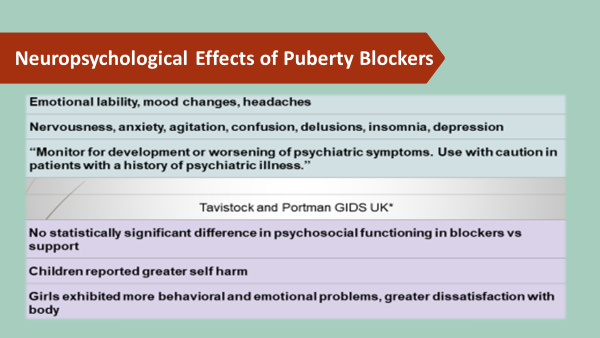 Neuropsychological Effects of Puberty Blockers
Emotional lability, mood changes, headaches
Nervousness, anxiety, agitation, confusion, delusions, insomnia, depression
“Monitor for development or worsening of psychiatric symptoms. Use with caution in
patients with a history of psychiatric illness.”
Tavistock and Portman GIDS UK*
No statistically significant difference in psychosocial functioning in blockers vs
support
Children reported greater self harm
Girls exhibited more behavioral and emotional problems, greater dissatisfaction with
body